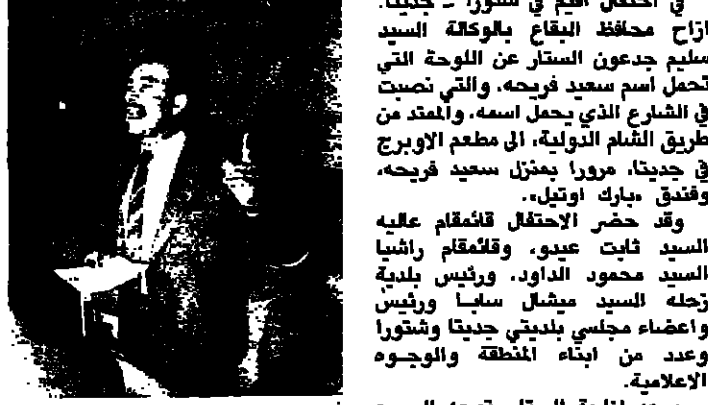 في احتفال اقيم في شتورا - جديتا،
ازاح محافظ البقاع بالوكالة السيد
سليم جدعون الستار عن اللوحة التي
تحمل اسم سعيد فريحه، والتي نصبت
في الشارع الذي يحمل اسمه، والممتد من
طريق الشام الدولية، الى مطعم الاوبرج
في جديتا، مرورا بمنزل سعيد فريحه،
وفندق «بارك اوتيل».
وقد حضر الاحتفال قائمقام عاليه
السيد ثابت عيدو، وقائمقام راشيا
السيد محمود الداود، ورئيس بلدية
زحله السيد ميشال سابا ورئيس
واعضاء مجلسي بلديتي جديتا وشتورا
وعدد من ابناء المنطقة والوجوه
الاعلامية.